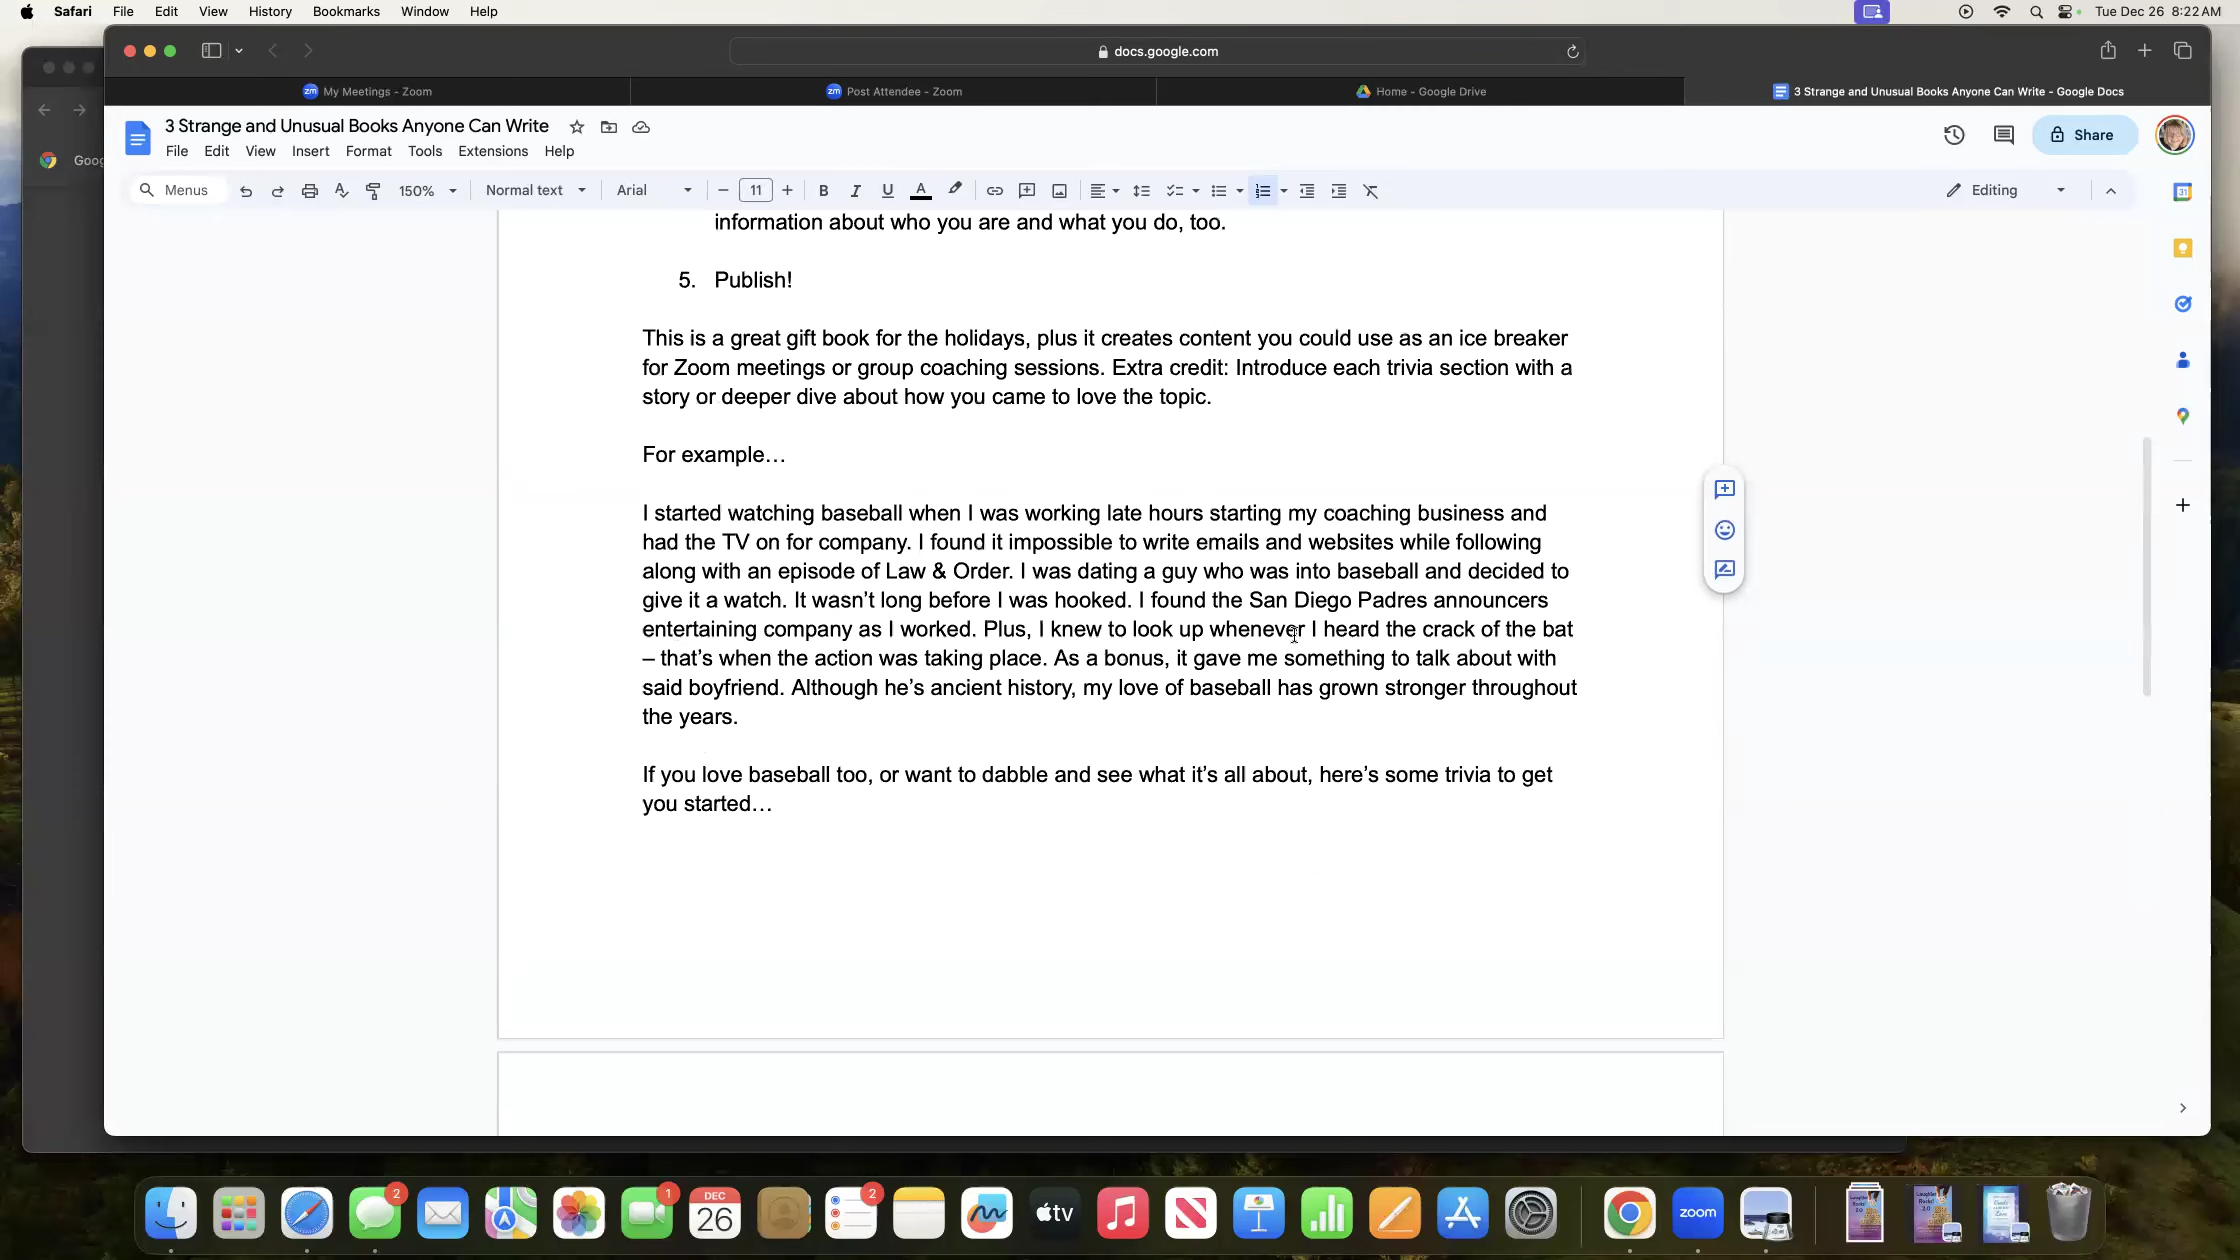 Safari File Edit View History Bookmarks Window Help
Tue Dec 26 8:22 AM
docs.google.com
zm My Meetings - Zoom
zm Post Attendee - Zoom
Home - Google Drive
3 Strange and Unusual Books Anyone Can Write - Google Docs
3 Strange and Unusual Books Anyone Can Write
Share
File Edit View Insert Format Tools Extensions Help
Goog
Menus
150%
Normal text
Arial
11
Editing
31
information about who you are and what you do, too.
5. Publish!
This is a great gift book for the holidays, plus it creates content you could use as an ice breaker
for Zoom meetings or group coaching sessions. Extra credit: Introduce each trivia section with a
story or deeper dive about how you came to love the topic.
For example…
I started watching baseball when I was working late hours starting my coaching business and
had the TV on for company. I found it impossible to write emails and websites while following
along with an episode of Law & Order. I was dating a guy who was into baseball and decided to
give it a watch. It wasn’t long before I was hooked. I found the San Diego Padres announcers
entertaining company as I worked. Plus, I knew to look up whenever I heard the crack of the bat
– that’s when the action was taking place. As a bonus, it gave me something to talk about with
said boyfriend. Although he’s ancient history, my love of baseball has grown stronger throughout
the years.
If you love baseball too, or want to dabble and see what it’s all about, here’s some trivia to get
you started…
2
1
DEC
26
2
tv
zoom